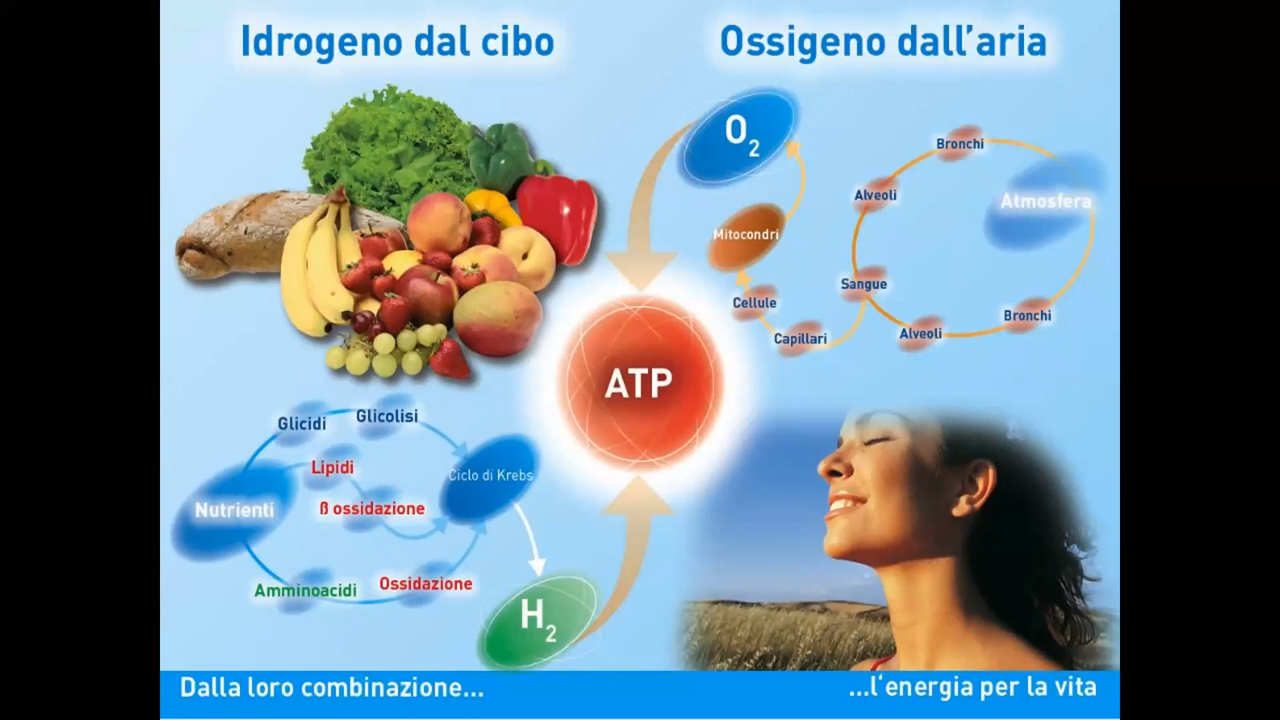 Idrogeno dal cibo
Ossigeno dall'aria
O2
Bronchi
Alveoli
Atmosfera
Mitocondri
Sangue
Cellule
Bronchi
Capillari
Alveoli
ATP
Glicidi
Glicolisi
Lipidi
Ciclo di Krebs
Nutrienti
ß ossidazione
Amminoacidi
Ossidazione
H2
Dalla loro combinazione...
...l'energia per la vita